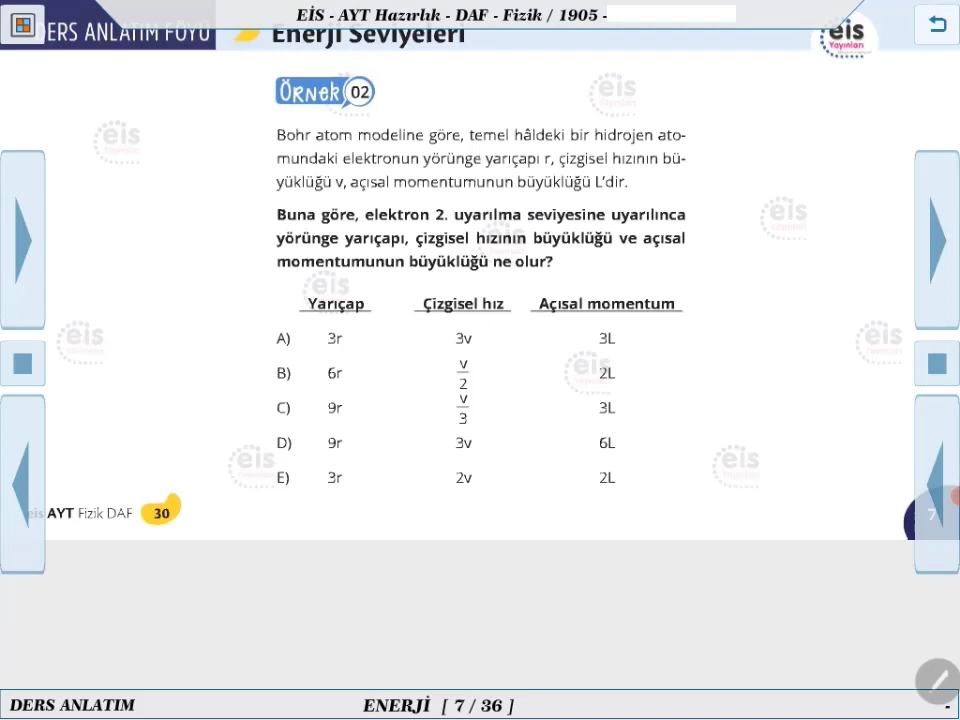 EİS - AYT Hazırlık - DAF - Fizik / 1905 -
DERS ANLATIM FÖYÜ
Enerji Seviyeleri
eis
Yayınları
ÖRNEK 02
Bohr atom modeline göre, temel hâldeki bir hidrojen ato-
mundaki elektronun yörünge yarıçapı r, çizgisel hızının bü-
yüklüğü v, açısal momentumunun büyüklüğü L'dir.
Buna göre, elektron 2. uyarılma seviyesine uyarılınca
yörünge yarıçapı, çizgisel hızının büyüklüğü ve açısal
momentumunun büyüklüğü ne olur?
Yarıçap Çizgisel hız Açısal momentum
A) 3r 3v 3L
B) 6r v/2 2L
C) 9r v/3 3L
D) 9r 3v 6L
E) 3r 2v 2L
eis AYT Fizik DAF 30
7
DERS ANLATIM ENERJİ [ 7 / 36 ] -